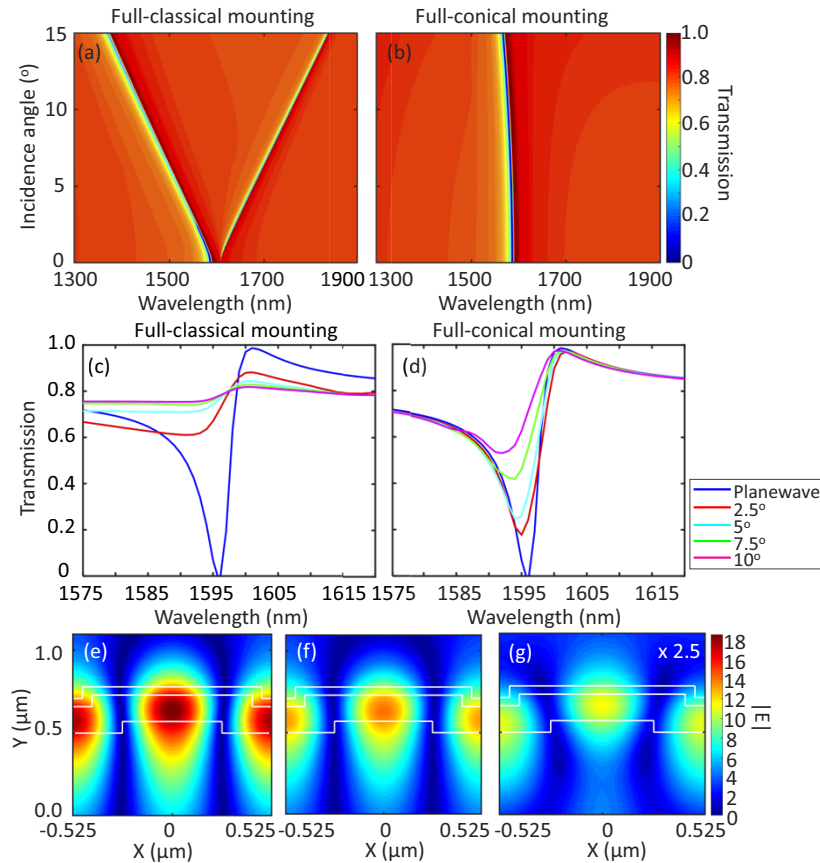 Full-classical mounting
Full-conical mounting
15
10
5
0
Incidence angle (º)
(a)
(b)
1.0
0.8
0.6
0.4
0.2
0
Transmission
1300 1500 1700 1900
1300 1500 1700 1900
Wavelength (nm)
Wavelength (nm)
Full-classical mounting
Full-conical mounting
1.0
0.8
0.6
0.4
0.2
0
Transmission
(c)
(d)
Planewave
2.5º
5º
7.5º
10º
1575 1585 1595 1605 1615
1575 1585 1595 1605 1615
Wavelength (nm)
Wavelength (nm)
1.0
0.5
0.0
Y (µm)
(e)
(f)
(g)
x 2.5
18
16
14
12
10
8
6
4
2
0
|E|
-0.525 0 0.525
-0.525 0 0.525
-0.525 0 0.525
X (µm)
X (µm)
X (µm)